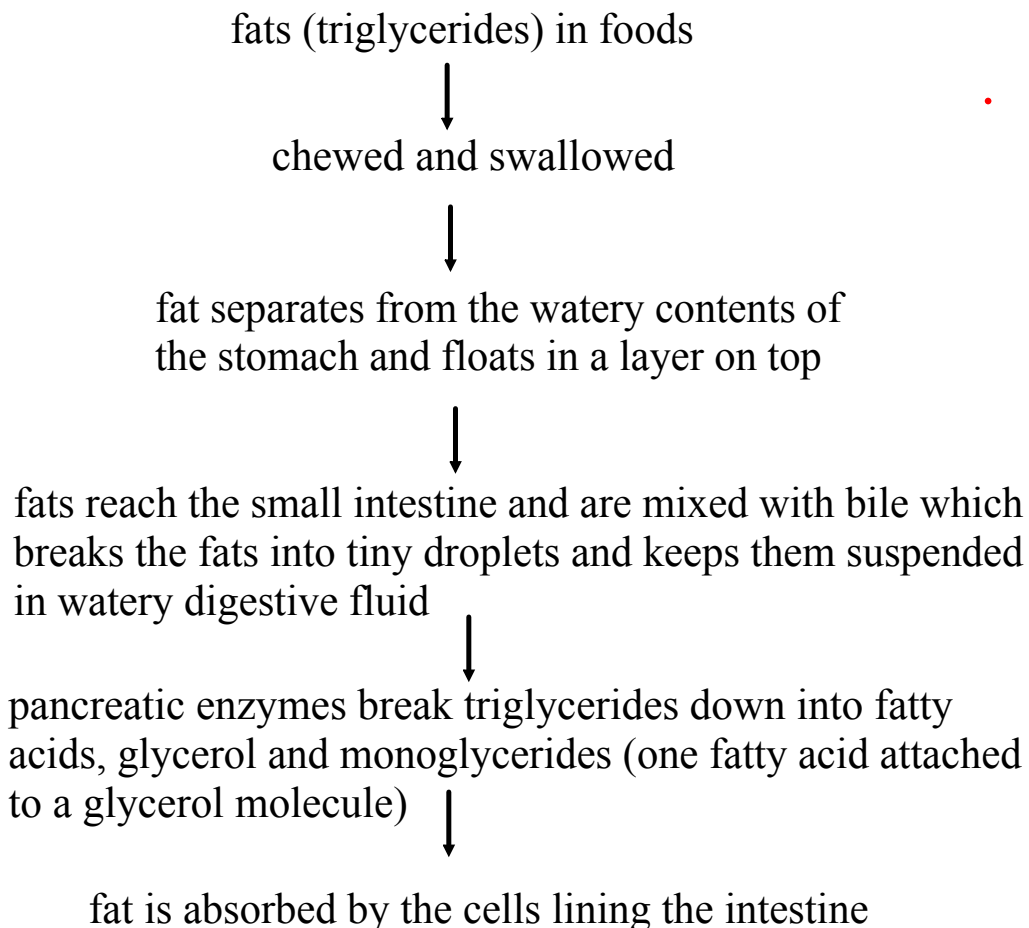 fats (triglycerides) in foods
chewed and swallowed
fat separates from the watery contents of
the stomach and floats in a layer on top
fats reach the small intestine and are mixed with bile which
breaks the fats into tiny droplets and keeps them suspended
in watery digestive fluid
pancreatic enzymes break triglycerides down into fatty
acids, glycerol and monoglycerides (one fatty acid attached
to a glycerol molecule)
fat is absorbed by the cells lining the intestine